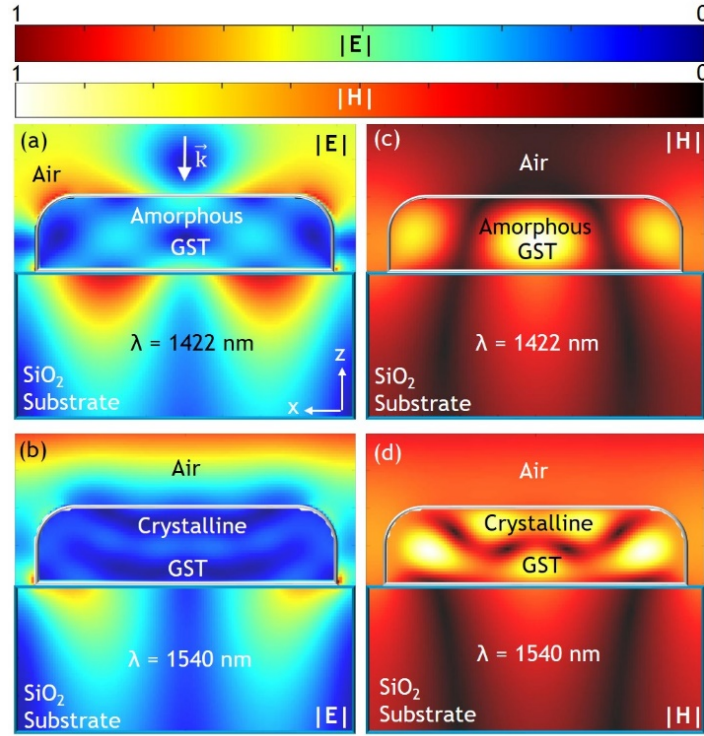 1 0
|E|
1 0
|H|
(a) |E|
k
Air
Amorphous
GST
λ = 1422 nm
SiO₂
Substrate
z
x
(c) |H|
Air
Amorphous
GST
λ = 1422 nm
SiO₂
Substrate
(b)
Air
Crystalline
GST
λ = 1540 nm
SiO₂
Substrate |E|
(d)
Air
Crystalline
GST
λ = 1540 nm
SiO₂
Substrate |H|